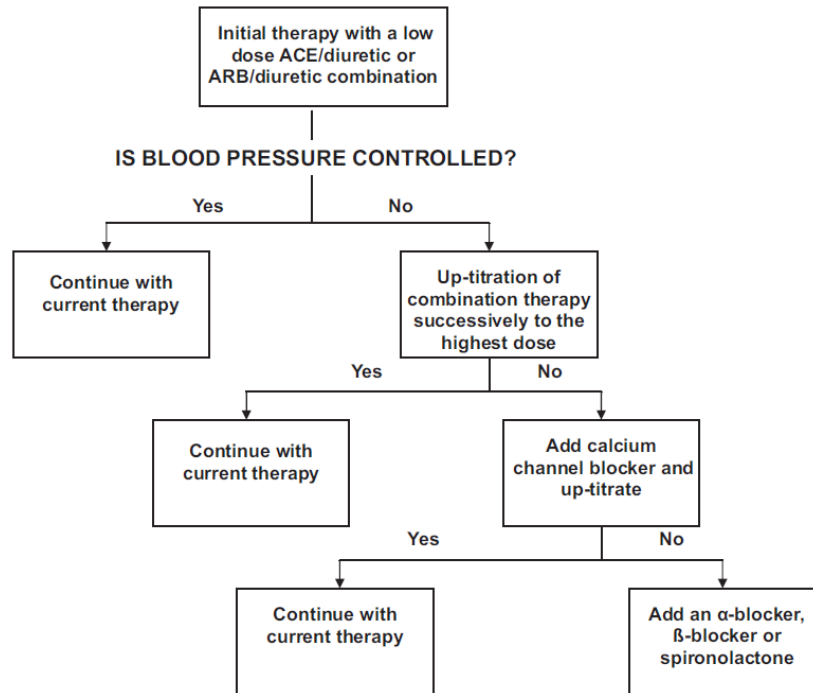 Initial therapy with a low
dose ACE/diuretic or
ARB/diuretic combination
IS BLOOD PRESSURE CONTROLLED?
Yes
No
Continue with
current therapy
Up-titration of
combination therapy
successively to the
highest dose
Yes
No
Continue with
current therapy
Add calcium
channel blocker and
up-titrate
Yes
No
Continue with
current therapy
Add an α-blocker,
ß-blocker or
spironolactone